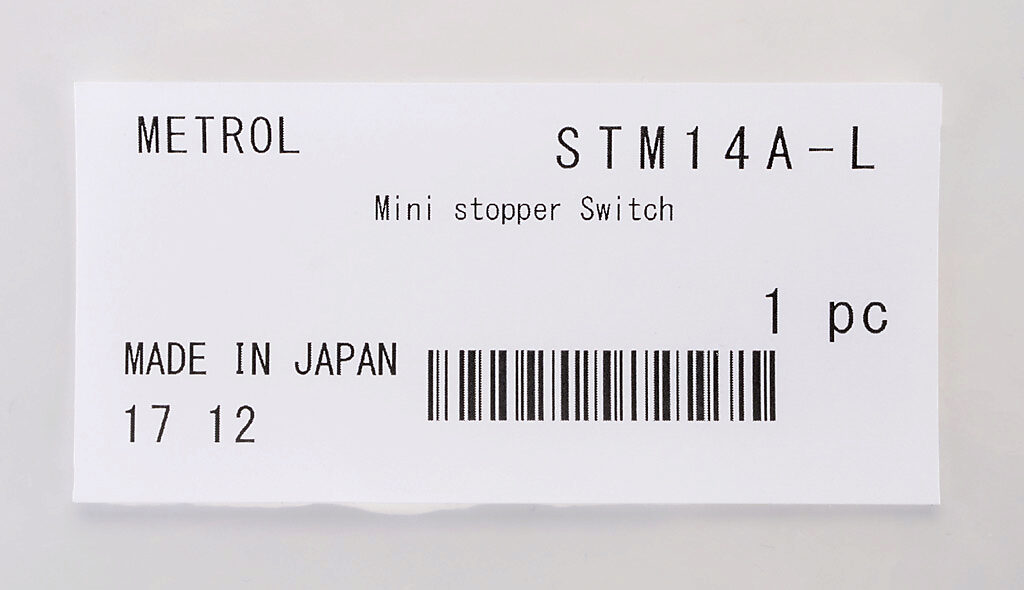 METROL STM14A-L
Mini stopper Switch
1 pc
MADE IN JAPAN
17 12